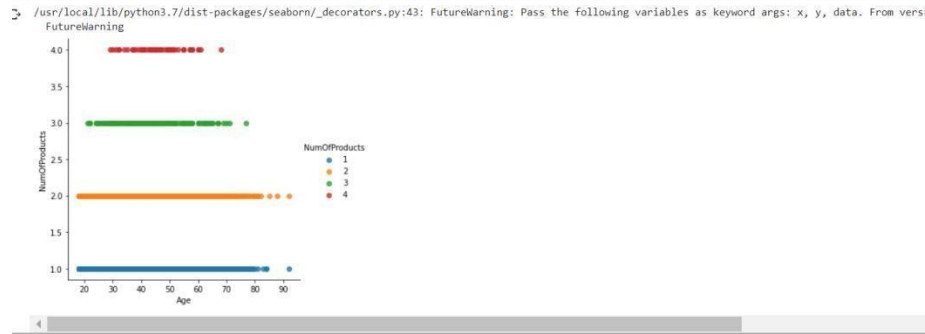 /usr/local/lib/python3.7/dist-packages/seaborn/_decorators.py:43: FutureWarning: Pass the following variables as keyword args: x, y, data. From vers
FutureWarning
4.0
3.5
3.0
2.5
2.0
1.5
1.0
NumOfProducts
20 30 40 50 60 70 80 90
Age
NumOfProducts
1
2
3
4